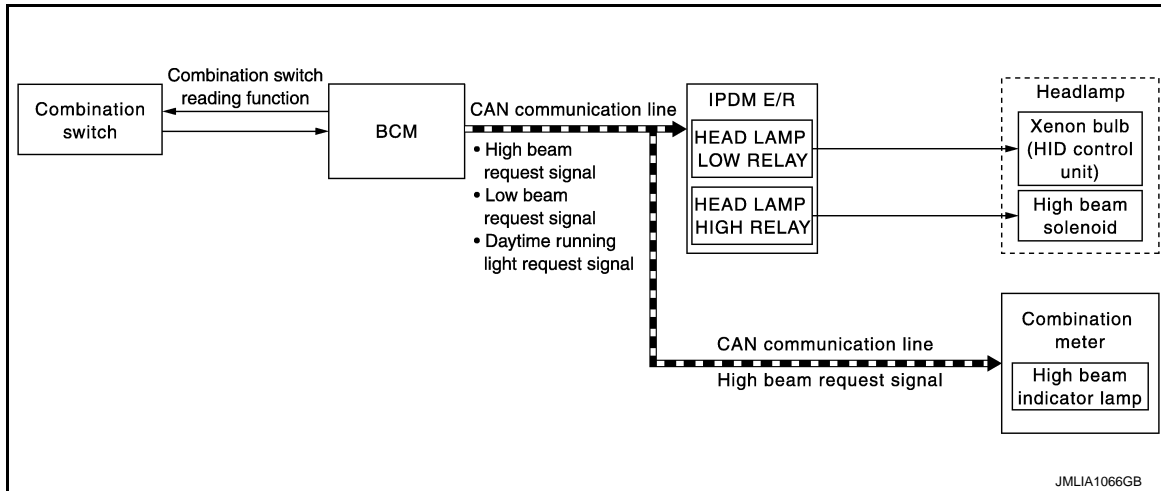 Combination
switch
Combination switch
reading function
BCM
CAN communication line
• High beam
request signal
• Low beam
request signal
• Daytime running
light request signal
IPDM E/R
HEAD LAMP
LOW RELAY
HEAD LAMP
HIGH RELAY
Headlamp
Xenon bulb
(HID control
unit)
High beam
solenoid
CAN communication line
High beam request signal
Combination
meter
High beam
indicator lamp
JMLIA1066GB